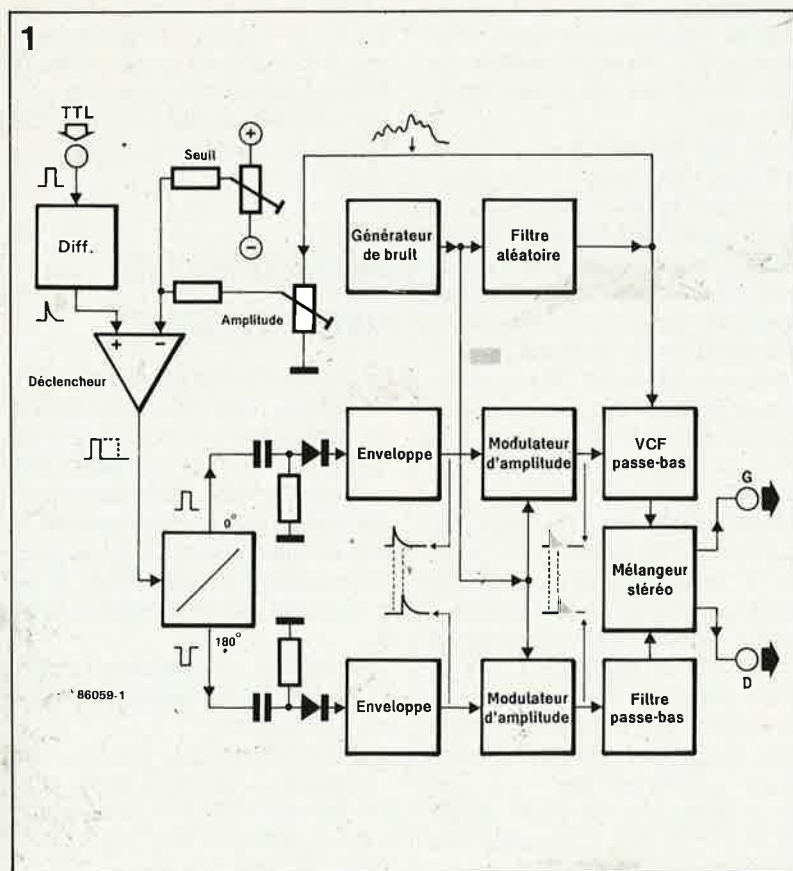 1
TTL
Seuil
+
−
Diff.
Générateur
de bruit
Filtre
aléatoire
Amplitude
+ −
Déclencheur
Enveloppe
Modulateur
d'amplitude
VCF
passe-bas
0°
G
Mélangeur
stéréo
180°
D
86059-1
Enveloppe
Modulateur
d'amplitude
Filtre
passe-bas